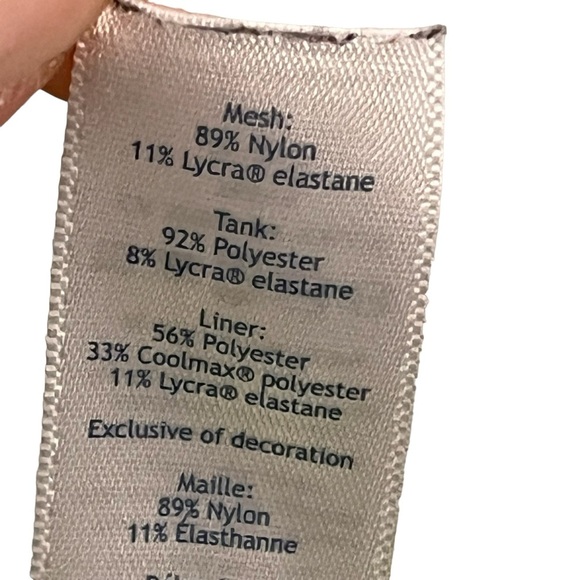 Mesh:
89% Nylon
11% Lycra® elastane
Tank:
92% Polyester
8% Lycra® elastane
Liner:
56% Polyester
33% Coolmax® polyester
11% Lycra® elastane
Exclusive of decoration
Maille:
89% Nylon
11% Elasthanne